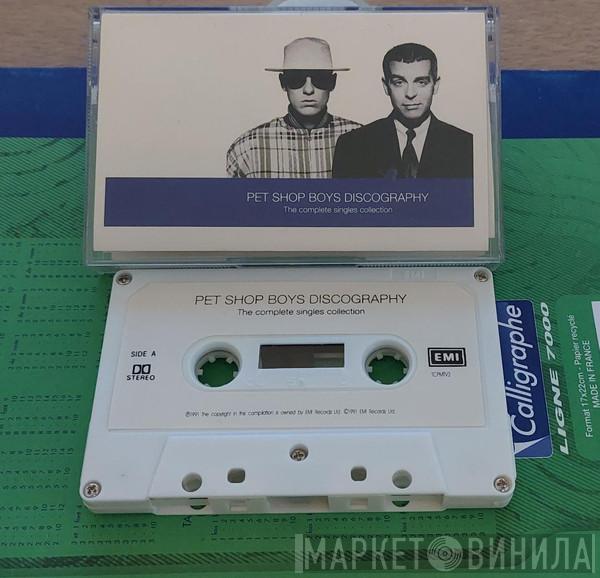 PET SHOP BOYS DISCOGRAPHY
The complete singles collection
PET SHOP BOYS DISCOGRAPHY
The complete singles collection
SIDE A
STEREO
EMI
TCPMTV2
℗1991 The copyright in the compilation is owned by EMI Records Ltd. ©1991 EMI Records Ltd.
Calligraphe
LIGNE 7000
Format 17x22cm - Papier recyclé
MADE IN FRANCE
МАРКЕТ ВИНИЛА